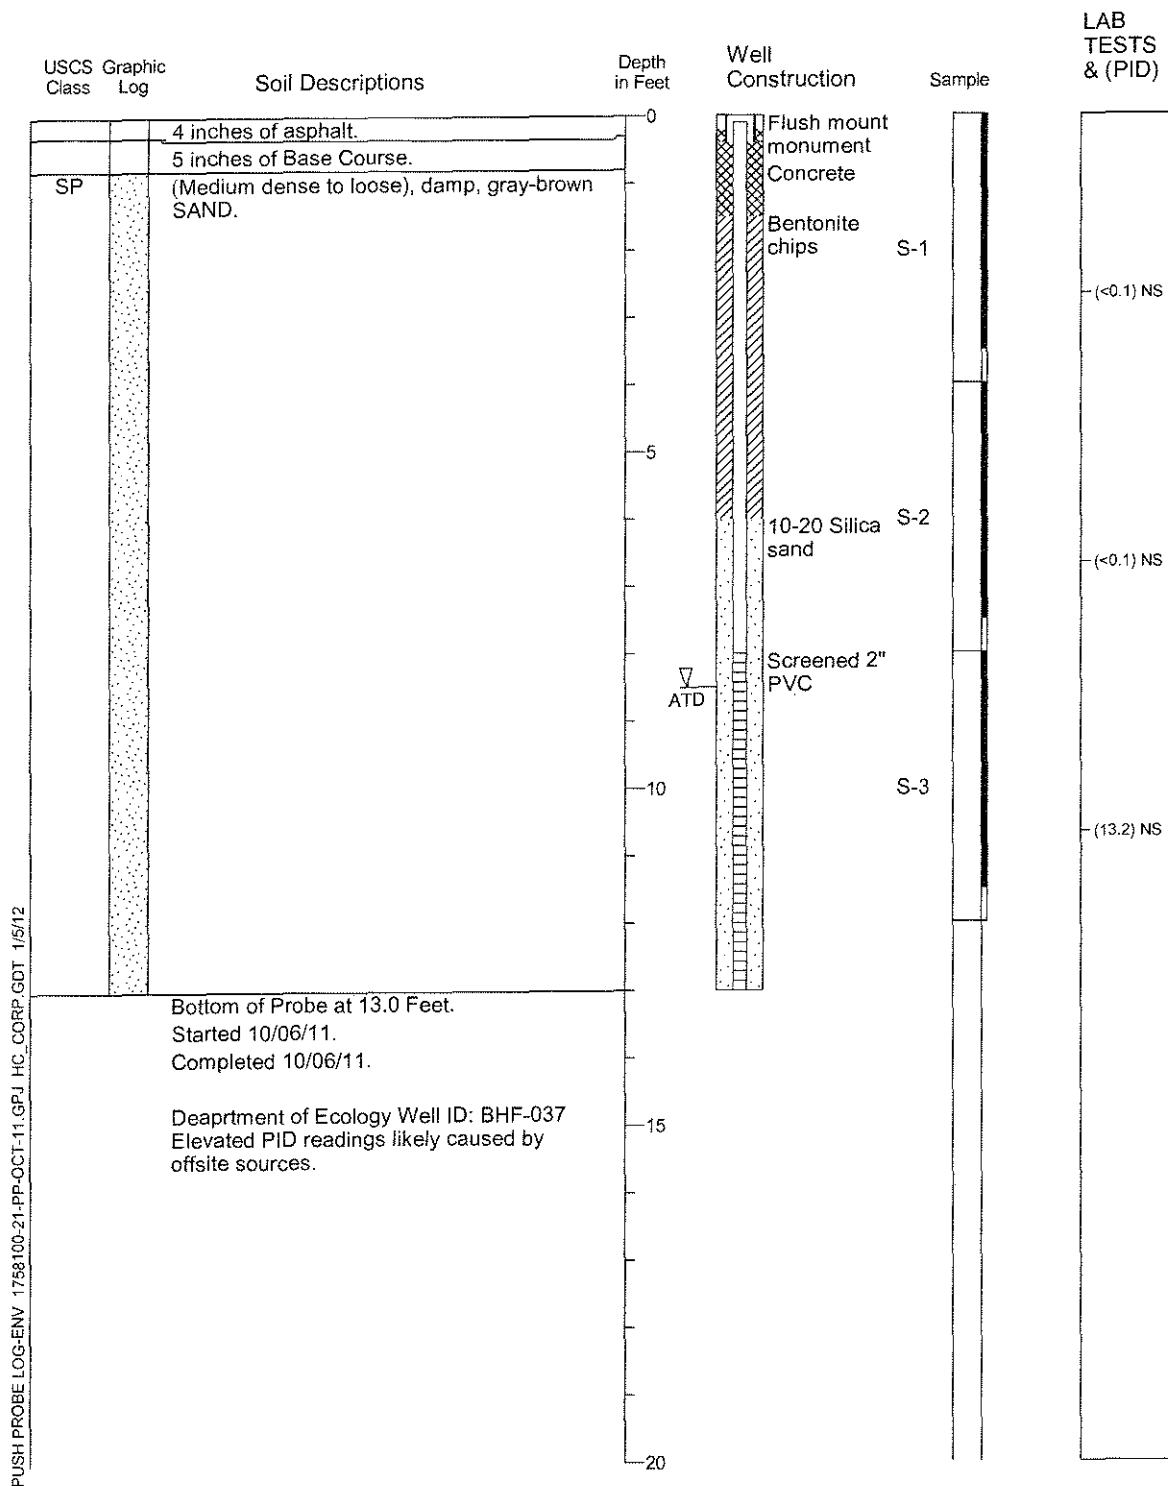 LAB
TESTS
& (PID)
USCS
Class
Graphic
Log
Soil Descriptions
Depth
in Feet
Well
Construction
Sample
0
4 inches of asphalt.
5 inches of Base Course.
SP
(Medium dense to loose), damp, gray-brown
SAND.
Flush mount
monument
Concrete
Bentonite
chips
S-1
(<0.1) NS
5
10-20 Silica
sand
S-2
(<0.1) NS
Screened 2"
PVC
ATD
10
S-3
(13.2) NS
Bottom of Probe at 13.0 Feet.
Started 10/06/11.
Completed 10/06/11.
Deaprtment of Ecology Well ID: BHF-037
Elevated PID readings likely caused by
offsite sources.
15
20
PUSH PROBE LOG-ENV 1758100-21-PP-OCT-11.GPJ HC_CORP.GDT 1/5/12